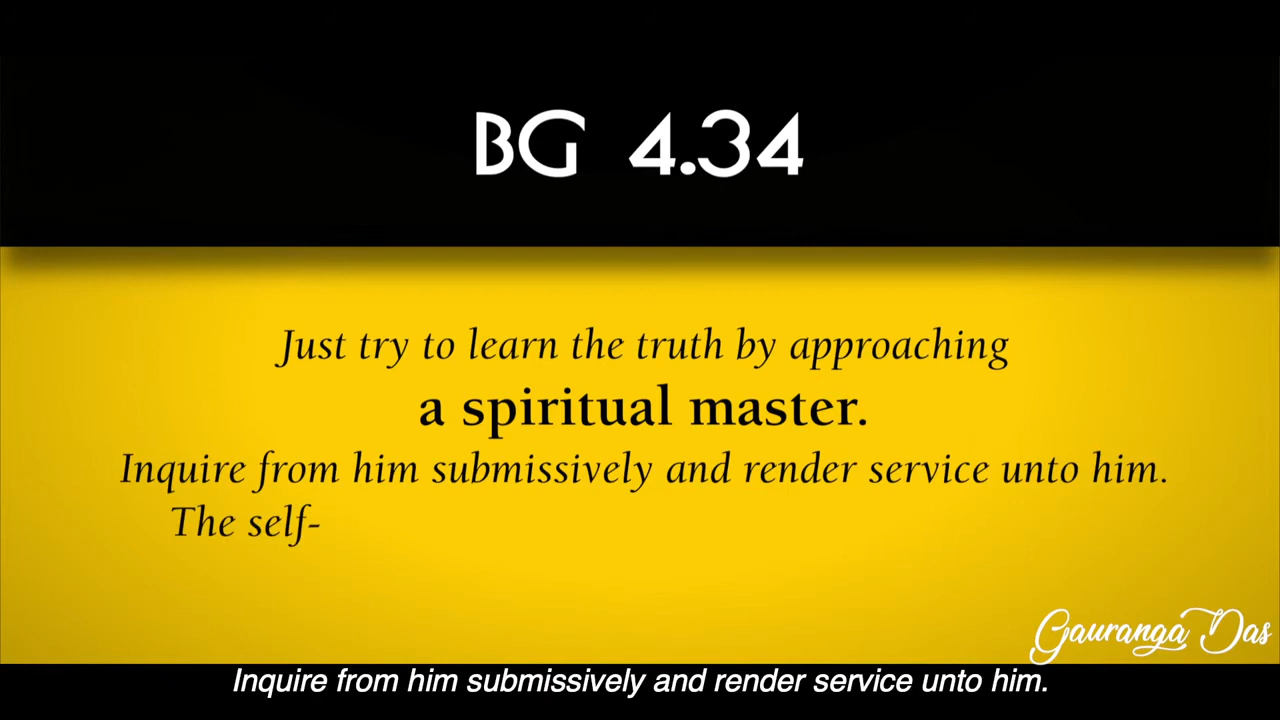 BG 4.34
Just try to learn the truth by approaching
a spiritual master.
Inquire from him submissively and render service unto him.
The self-
Gauranga Das
Inquire from him submissively and render service unto him.